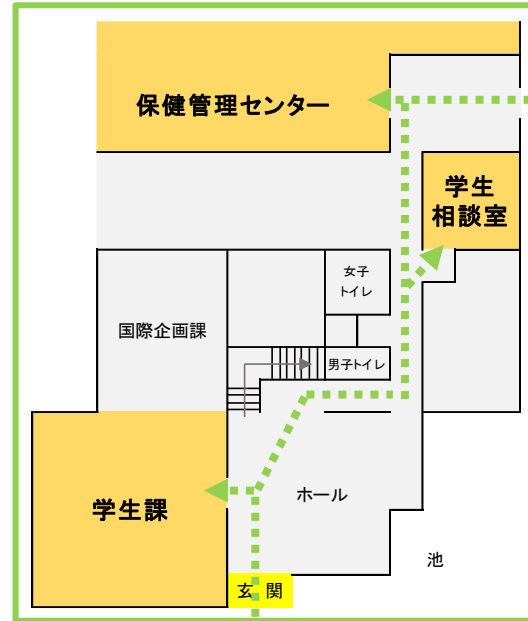 保健管理センター
学生
相談室
女子
トイレ
国際企画課
男子トイレ
学生課
ホール
池
玄関